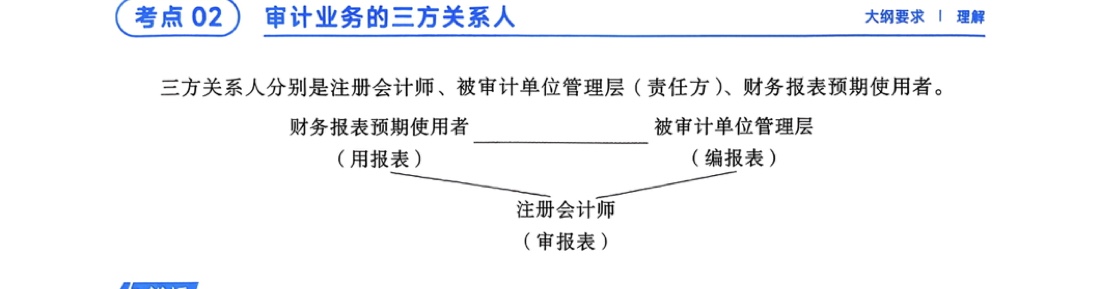 考点 02 审计业务的三方关系人 大纲要求 | 理解
三方关系人分别是注册会计师、被审计单位管理层（责任方）、财务报表预期使用者。
财务报表预期使用者 被审计单位管理层
（用报表） （编报表）
注册会计师
（审报表）